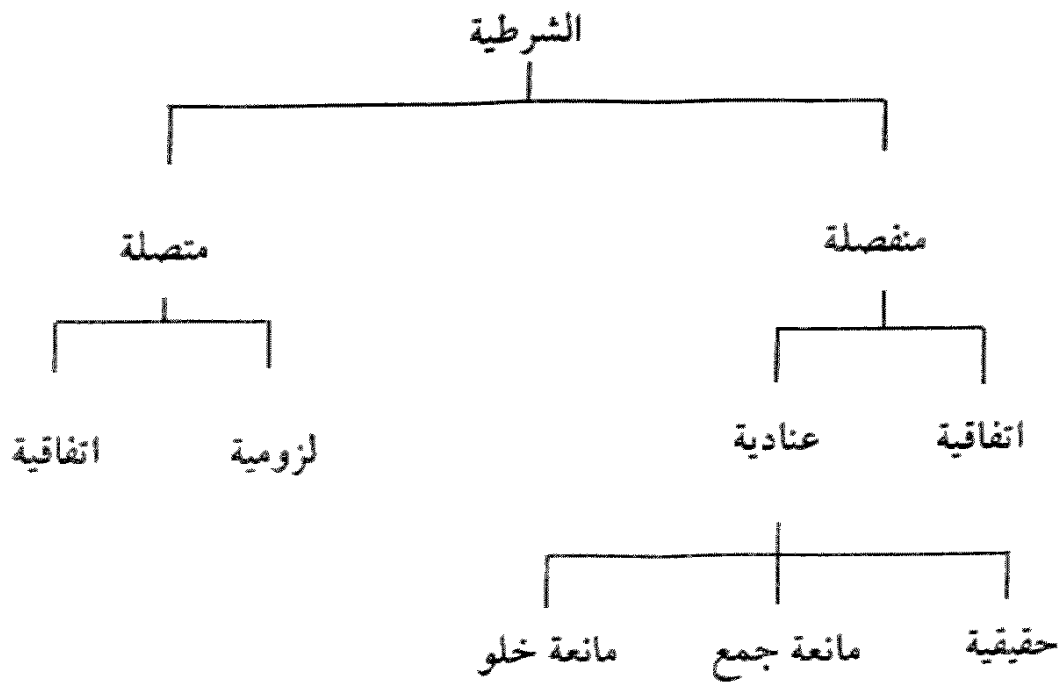 الشرطية
منفصلة
متصلة
اتفاقية
عنادية
لزومية
اتفاقية
حقيقية
مانعة جمع
مانعة خلو